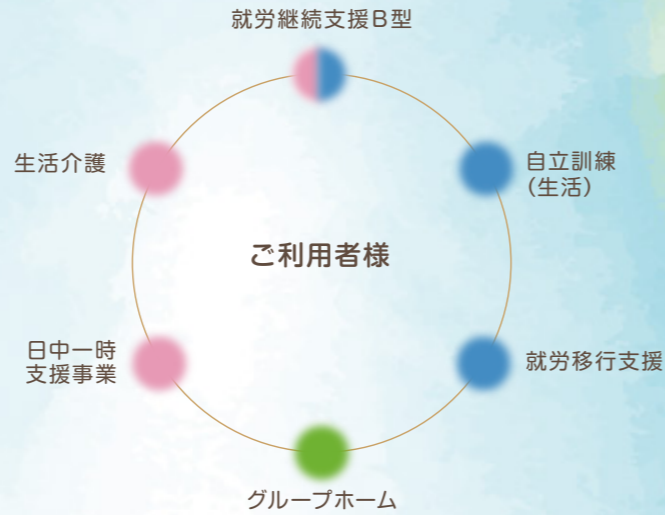 就労継続支援B型
生活介護
自立訓練
(生活)
ご利用者様
日中一時
支援事業
就労移行支援
グループホーム